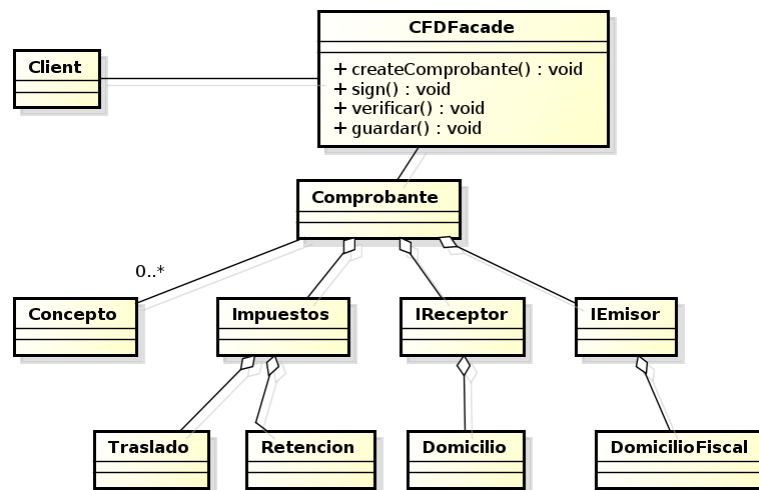 CFDFacade
+ createComprobante() : void
+ sign() : void
+ verificar() : void
+ guardar() : void
Client
Comprobante
0..*
Concepto
Impuestos
IReceptor
IEmisor
Traslado
Retencion
Domicilio
DomicilioFiscal